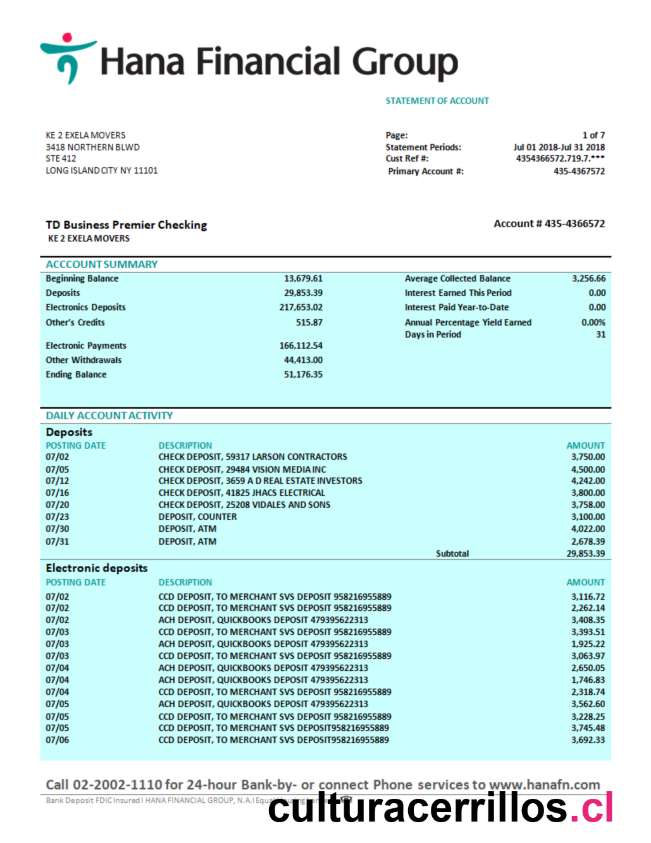 Hana Financial Group
STATEMENT OF ACCOUNT
KE 2 EXELA MOVERS
3418 NORTHERN BLWD
STE 412
LONG ISLAND CITY NY 11101
Page: 1 of 7
Statement Periods: Jul 01 2018-Jul 31 2018
Cust Ref #: 4354366572.719.7.***
Primary Account #: 435-4367572
TD Business Premier Checking
Account # 435-4366572
KE 2 EXELA MOVERS
ACCCOUNT SUMMARY
Beginning Balance 13,679.61 Average Collected Balance 3,256.66
Deposits 29,853.39 Interest Earned This Period 0.00
Electronics Deposits 217,653.02 Interest Paid Year-to-Date 0.00
Other's Credits 515.87 Annual Percentage Yield Earned 0.00%
Days in Period 31
Electronic Payments 166,112.54
Other Withdrawals 44,413.00
Ending Balance 51,176.35
DAILY ACCOUNT ACTIVITY
Deposits
POSTING DATE DESCRIPTION AMOUNT
07/02 CHECK DEPOSIT, 59317 LARSON CONTRACTORS 3,750.00
07/05 CHECK DEPOSIT, 29484 VISION MEDIA INC 4,500.00
07/12 CHECK DEPOSIT, 3659 A D REAL ESTATE INVESTORS 4,242.00
07/16 CHECK DEPOSIT, 41825 JHACS ELECTRICAL 3,800.00
07/20 CHECK DEPOSIT, 25208 VIDALES AND SONS 3,758.00
07/23 DEPOSIT, COUNTER 3,100.00
07/30 DEPOSIT, ATM 4,022.00
07/31 DEPOSIT, ATM 2,678.39
Subtotal 29,853.39
Electronic deposits
POSTING DATE DESCRIPTION AMOUNT
07/02 CCD DEPOSIT, TO MERCHANT SVS DEPOSIT 958216955889 3,116.72
07/02 CCD DEPOSIT, TO MERCHANT SVS DEPOSIT 958216955889 2,262.14
07/02 ACH DEPOSIT, QUICKBOOKS DEPOSIT 479395622313 3,408.35
07/03 CCD DEPOSIT, TO MERCHANT SVS DEPOSIT 958216955889 3,393.51
07/03 ACH DEPOSIT, QUICKBOOKS DEPOSIT 479395622313 1,925.22
07/03 CCD DEPOSIT, TO MERCHANT SVS DEPOSIT 958216955889 3,063.97
07/04 ACH DEPOSIT, QUICKBOOKS DEPOSIT 479395622313 2,650.05
07/04 ACH DEPOSIT, QUICKBOOKS DEPOSIT 479395622313 1,746.83
07/04 CCD DEPOSIT, TO MERCHANT SVS DEPOSIT 958216955889 2,318.74
07/05 ACH DEPOSIT, QUICKBOOKS DEPOSIT 479395622313 3,562.60
07/05 CCD DEPOSIT, TO MERCHANT SVS DEPOSIT 958216955889 3,228.25
07/05 CCD DEPOSIT, TO MERCHANT SVS DEPOSIT958216955889 3,745.48
07/06 CCD DEPOSIT, TO MERCHANT SVS DEPOSIT958216955889 3,692.33
Call 02-2002-1110 for 24-hour Bank-by- or connect Phone services to www.hanafn.com
Bank Deposit FDIC Insured I HANA FINANCIAL GROUP, N.A.I
culturacerrillos.cl